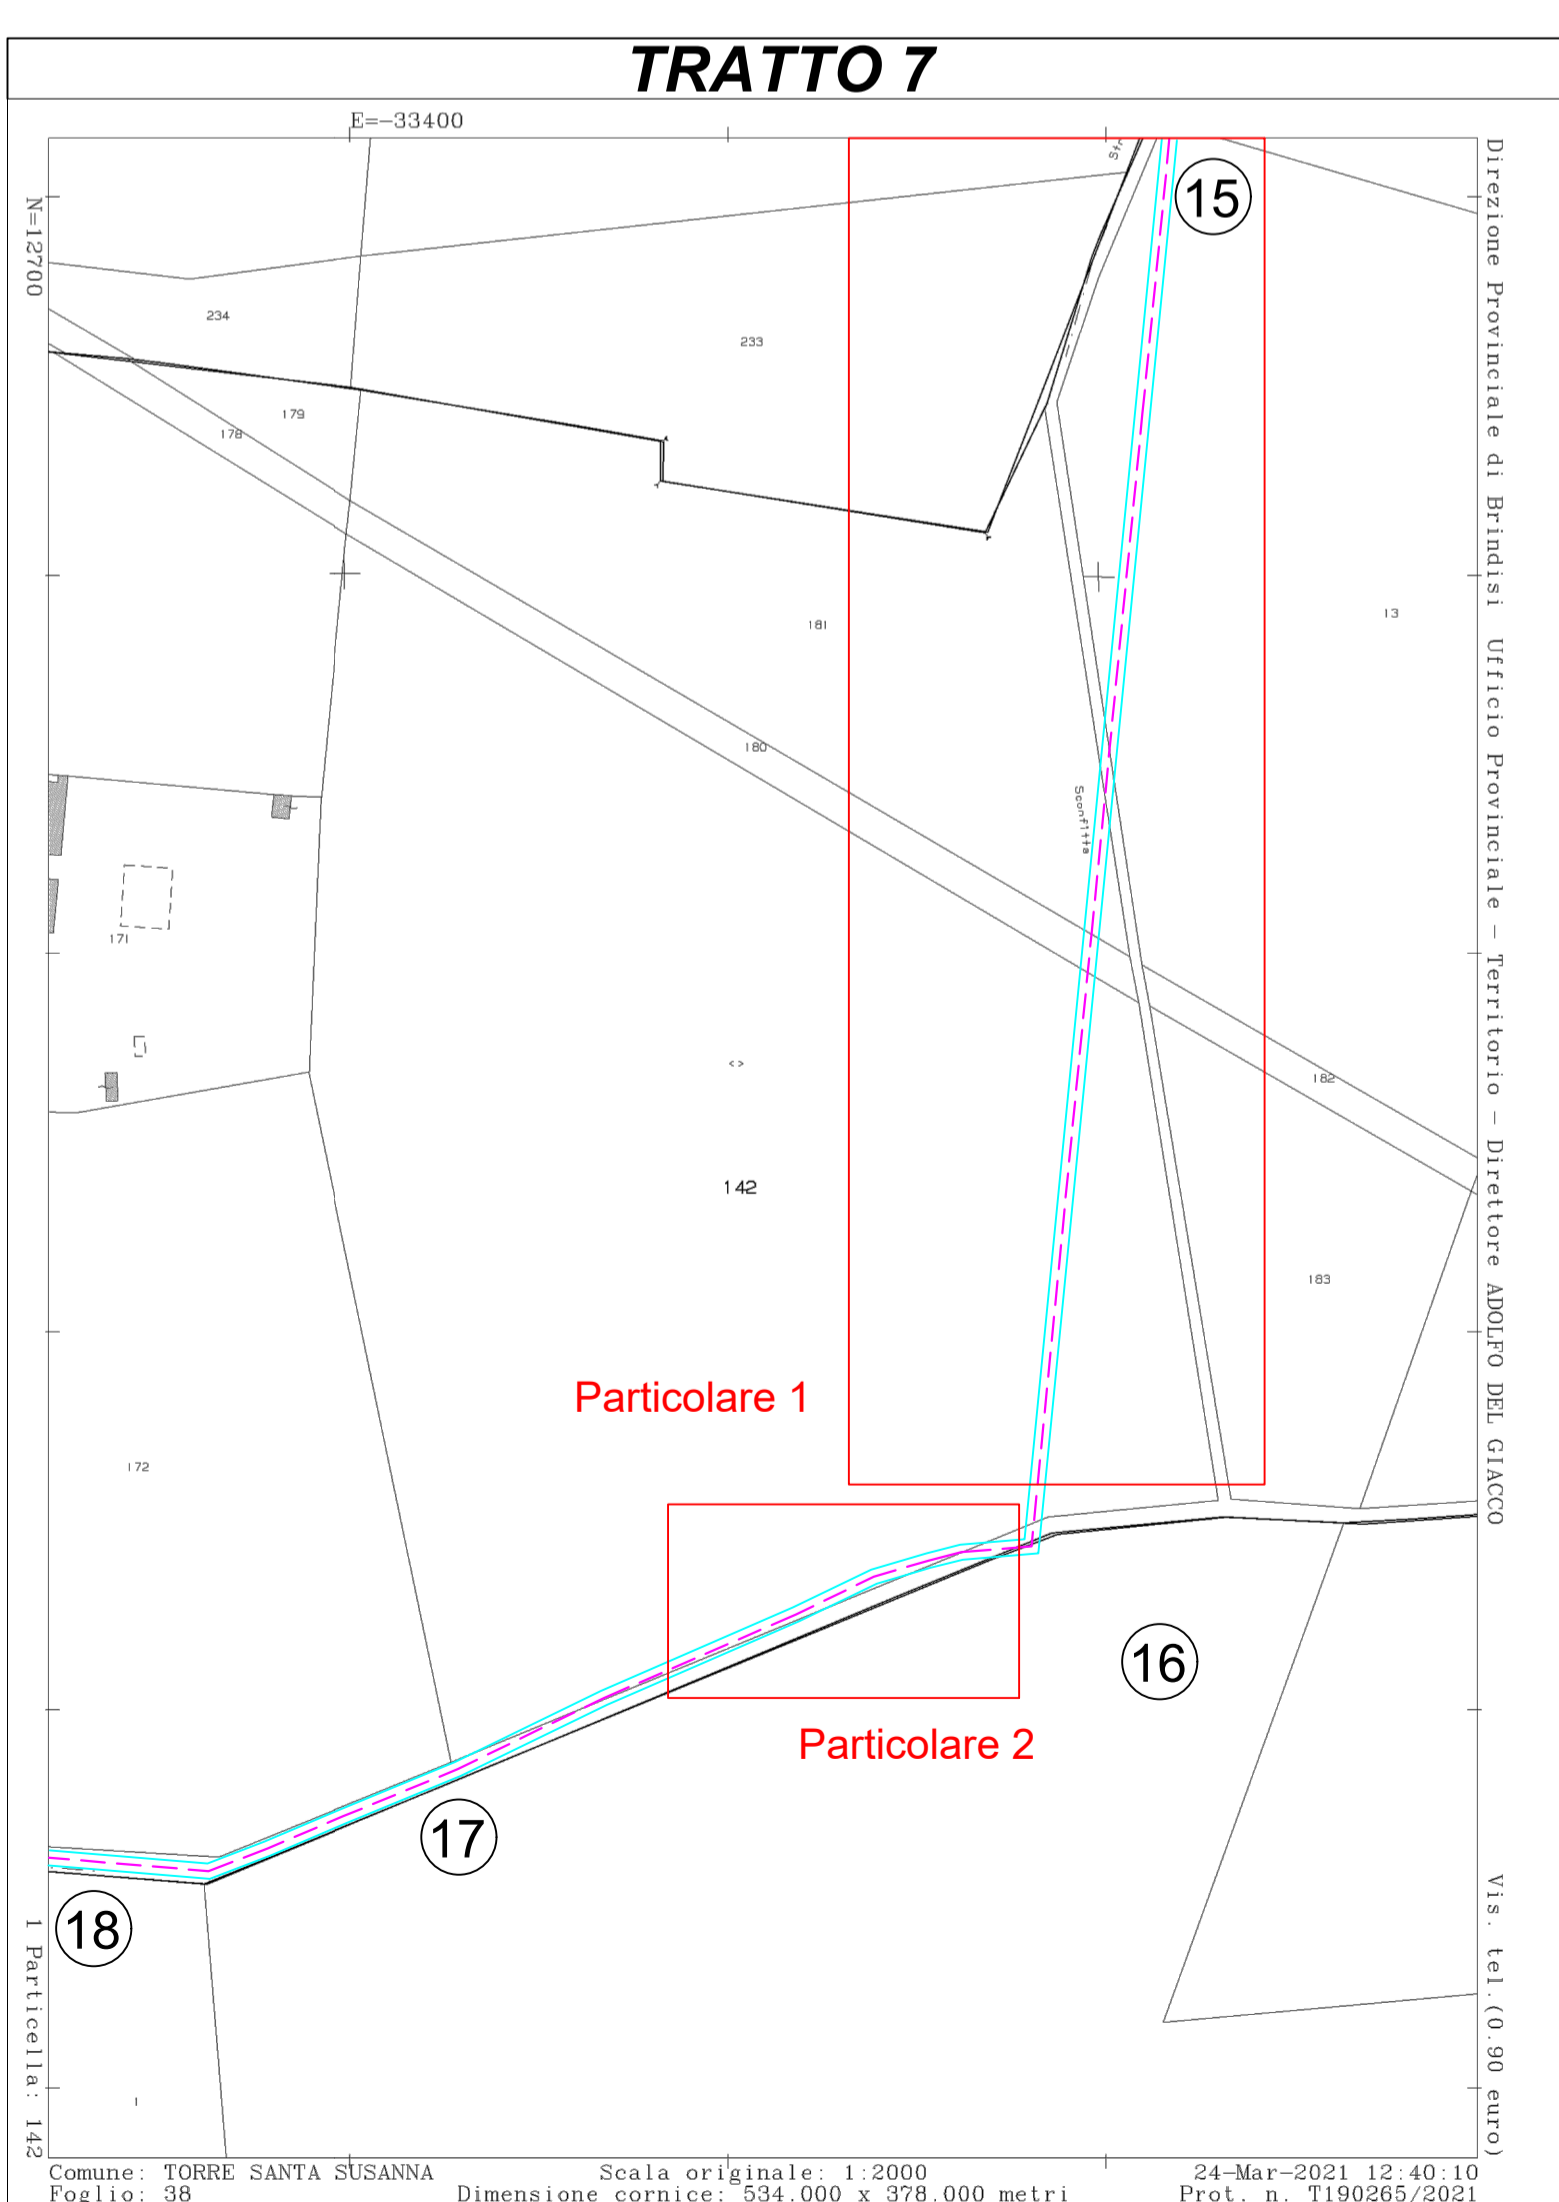 TRATTO 7
E=-33400
N=12700
Str
15
234
233
179
178
181
13
180
Sconfitta
171
182
142
183
Particolare 1
172
16
Particolare 2
17
18
1
Direzione Provinciale di Brindisi Ufficio Provinciale - Territorio - Direttore ADOLFO DEL GIACCO
Vis. tel.(0.90 euro)
1 Particella: 142
Comune: TORRE SANTA SUSANNA
Foglio: 38
Scala originale: 1:2000
Dimensione cornice: 534.000 x 378.000 metri
24-Mar-2021 12:40:10
Prot. n. T190265/2021